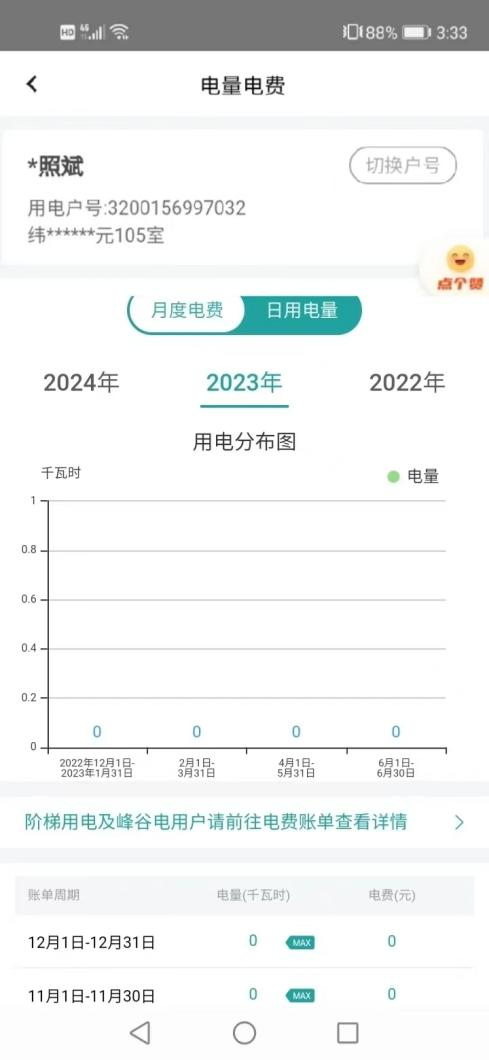 HD 4G 88% 3:33
电量电费
*照斌
切换户号
用电户号:3200156997032
纬******元105室
点个赞
月度电费
日用电量
2024年
2023年
2022年
用电分布图
千瓦时
电量
1
0.8
0.6
0.4
0.2
0
0 0 0 0
2022年12月1日-
2023年1月31日
2月1日-
3月31日
4月1日-
5月31日
6月1日-
6月30日
阶梯用电及峰谷电用户请前往电费账单查看详情
账单周期 电量(千瓦时) 电费(元)
12月1日-12月31日 0 MAX 0
11月1日-11月30日 0 MAX 0